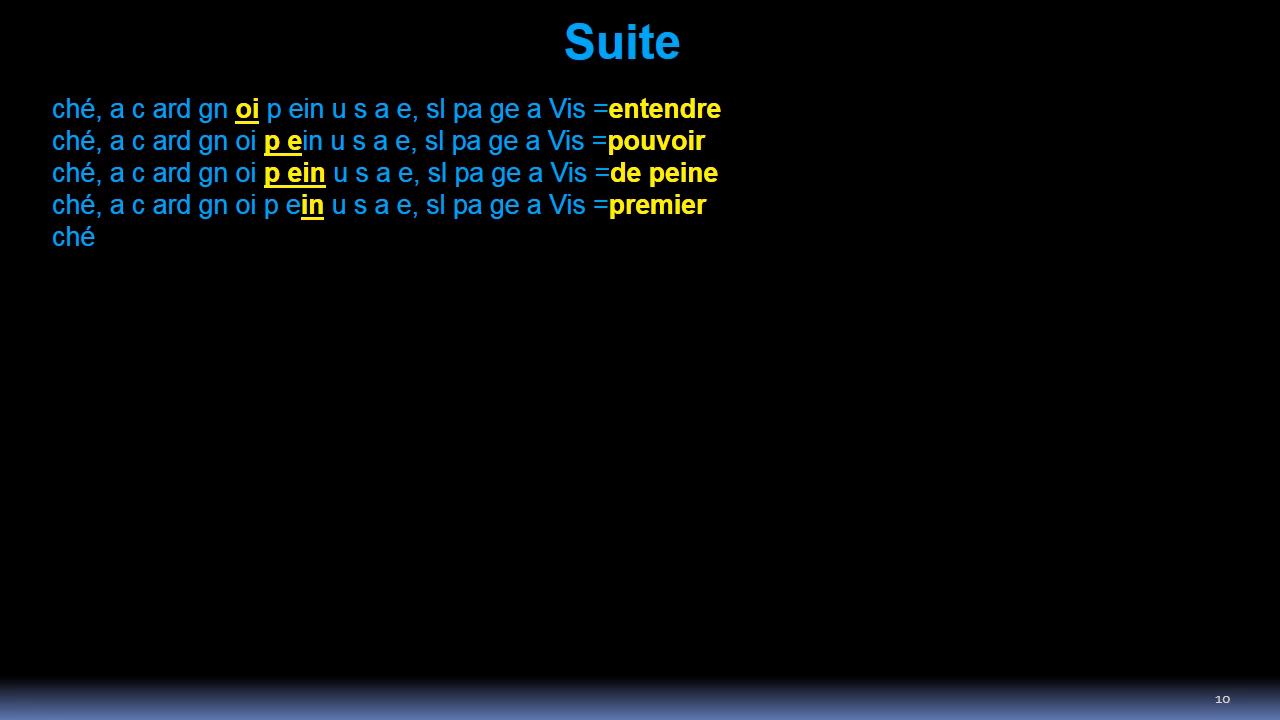 Suite
ché, a c ard gn oi p ein u s a e, sl pa ge a Vis =entendre
ché, a c ard gn oi p ein u s a e, sl pa ge a Vis =pouvoir
ché, a c ard gn oi p ein u s a e, sl pa ge a Vis =de peine
ché, a c ard gn oi p ein u s a e, sl pa ge a Vis =premier
ché
10